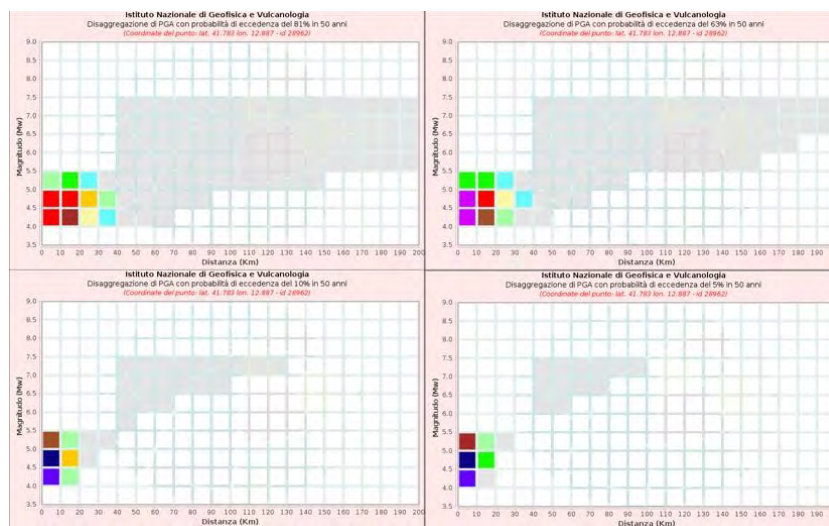 Istituto Nazionale di Geofisica e Vulcanologia
Disaggregazione di PGA con probabilità di eccedenza del 81% in 50 anni
(Coordinate del punto: lat. 41.783 lon. 12.887 - id 28962)
Magnitudo (Mw)
9.0
8.5
8.0
7.5
7.0
6.5
6.0
5.5
5.0
4.5
4.0
3.5
0 10 20 30 40 50 60 70 80 90 100 110 120 130 140 150 160 170 180 190 200
Distanza (Km)
Istituto Nazionale di Geofisica e Vulcanologia
Disaggregazione di PGA con probabilità di eccedenza del 63% in 50 anni
(Coordinate del punto: lat. 41.783 lon. 12.887 - id 28962)
Magnitudo (Mw)
9.0
8.5
8.0
7.5
7.0
6.5
6.0
5.5
5.0
4.5
4.0
3.5
0 10 20 30 40 50 60 70 80 90 100 110 120 130 140 150 160 170 180 190
Distanza (Km)
Istituto Nazionale di Geofisica e Vulcanologia
Disaggregazione di PGA con probabilità di eccedenza del 10% in 50 anni
(Coordinate del punto: lat. 41.783 lon. 12.887 - id 28962)
Magnitudo (Mw)
9.0
8.5
8.0
7.5
7.0
6.5
6.0
5.5
5.0
4.5
4.0
3.5
0 10 20 30 40 50 60 70 80 90 100 110 120 130 140 150 160 170 180 190 200
Distanza (Km)
Istituto Nazionale di Geofisica e Vulcanologia
Disaggregazione di PGA con probabilità di eccedenza del 5% in 50 anni
(Coordinate del punto: lat. 41.783 lon. 12.887 - id 28962)
Magnitudo (Mw)
9.0
8.5
8.0
7.5
7.0
6.5
6.0
5.5
5.0
4.5
4.0
3.5
0 10 20 30 40 50 60 70 80 90 100 110 120 130 140 150 160 170 180 190
Distanza (Km)